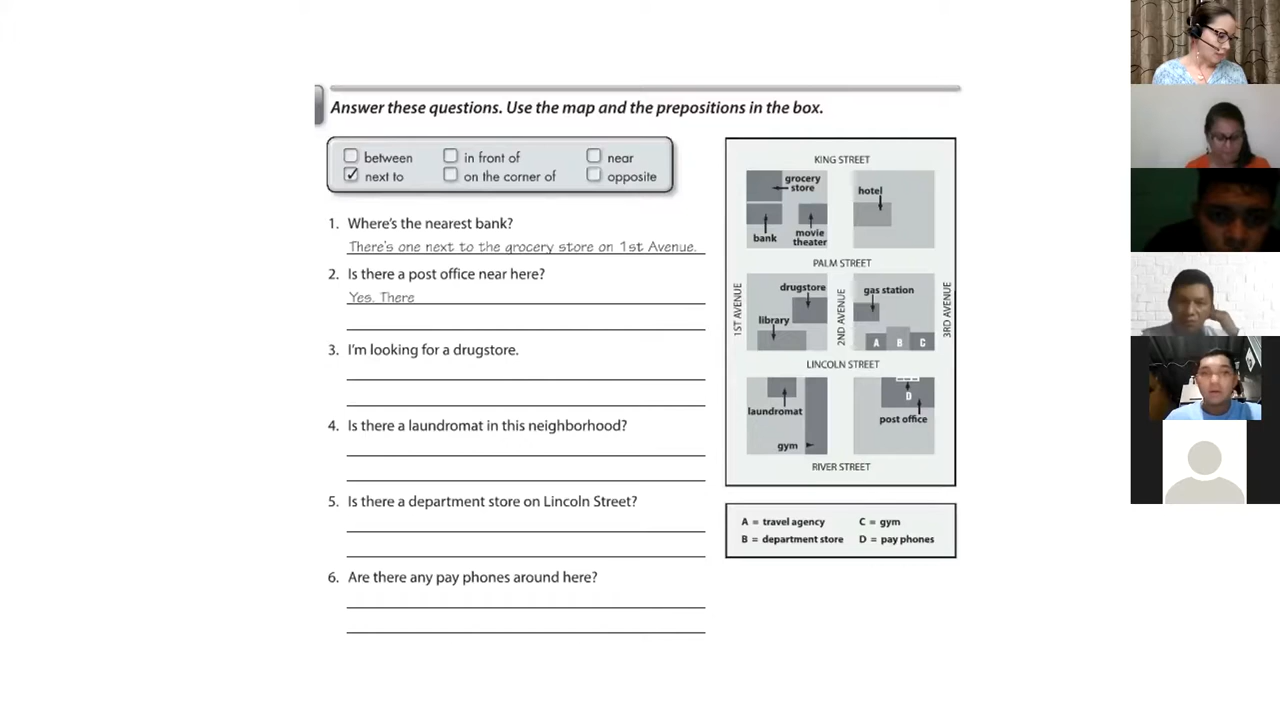 Answer these questions. Use the map and the prepositions in the box.
between in front of near
next to on the corner of opposite
1. Where's the nearest bank?
There's one next to the grocery store on 1st Avenue.
2. Is there a post office near here?
Yes. There
3. I'm looking for a drugstore.
4. Is there a laundromat in this neighborhood?
5. Is there a department store on Lincoln Street?
6. Are there any pay phones around here?
KING STREET
grocery
store
hotel
bank
movie
theater
PALM STREET
1ST AVENUE
drugstore
library
2ND AVENUE
gas station
A B C
3RD AVENUE
LINCOLN STREET
laundromat
gym
D
post office
RIVER STREET
A = travel agency C = gym
B = department store D = pay phones